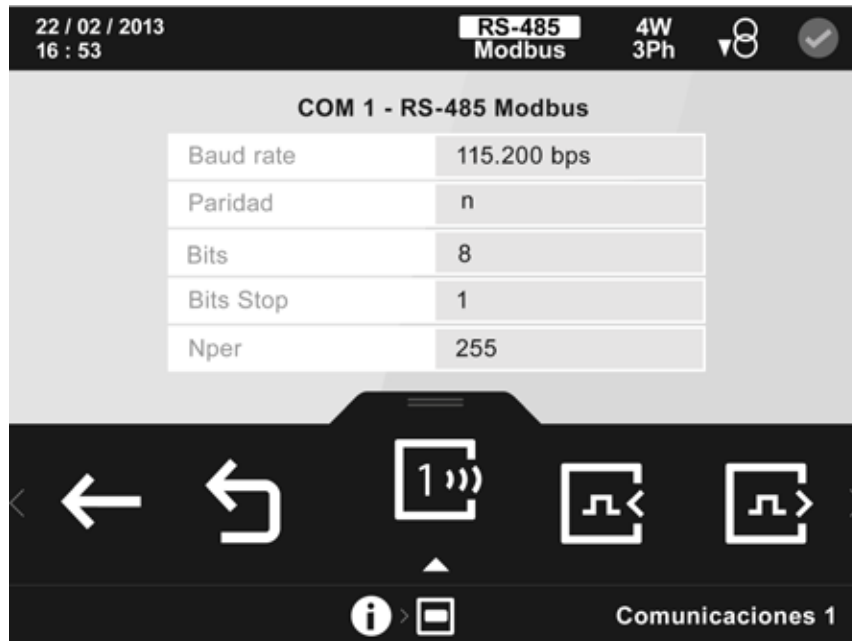 22 / 02 / 2013
16 : 53
RS-485
Modbus
4W
3Ph
COM 1 - RS-485 Modbus
Baud rate 115.200 bps
Paridad n
Bits 8
Bits Stop 1
Nper 255
1
i
Comunicaciones 1